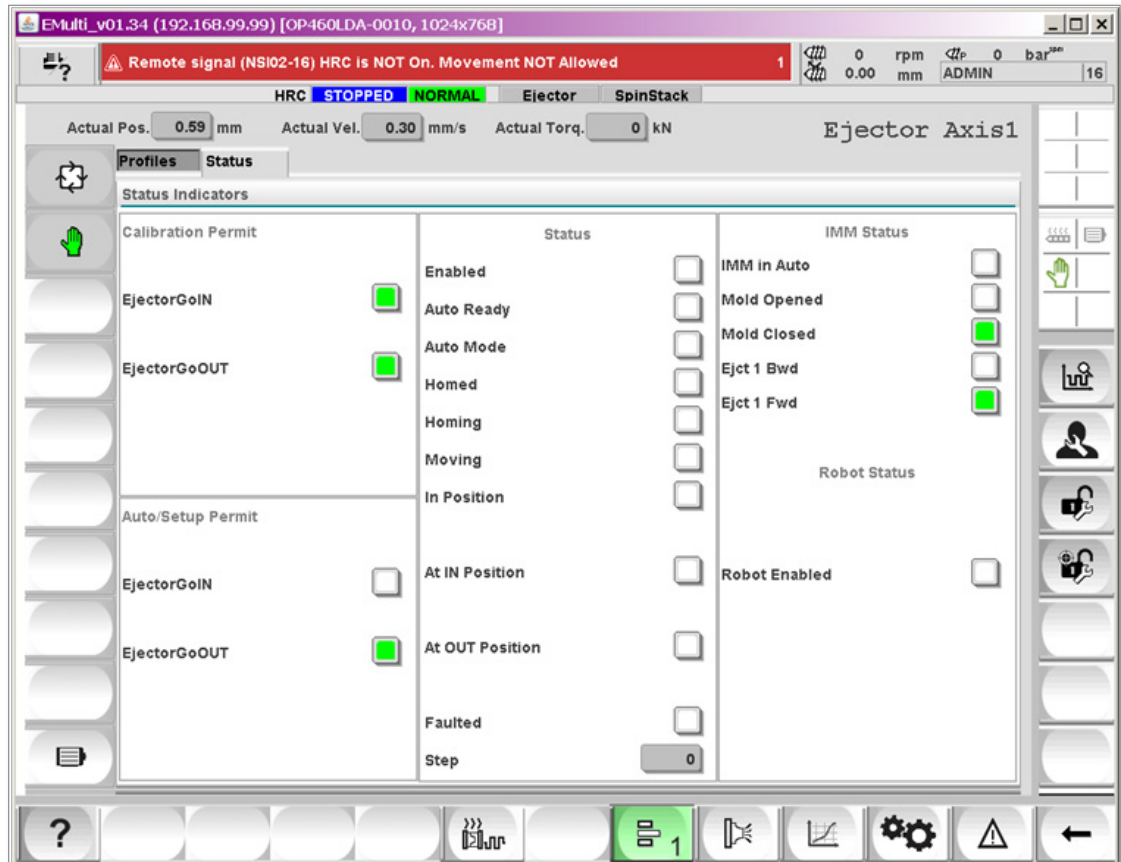 EMulti_v01.34 (192.168.99.99) [OP460LDA-0010, 1024x768]
Remote signal (NSI02-16) HRC is NOT On. Movement NOT Allowed 1
0 rpm 0 bar
0.00 mm ADMIN 16
HRC STOPPED NORMAL Ejector SpinStack
Actual Pos. 0.59 mm Actual Vel. 0.30 mm/s Actual Torq. 0 kN Ejector Axis1
Profiles Status
Status Indicators
Calibration Permit
EjectorGoIN
EjectorGoOUT
Auto/Setup Permit
EjectorGoIN
EjectorGoOUT
Status
Enabled
Auto Ready
Auto Mode
Homed
Homing
Moving
In Position
At IN Position
At OUT Position
Faulted
Step 0
IMM Status
IMM in Auto
Mold Opened
Mold Closed
Ejct 1 Bwd
Ejct 1 Fwd
Robot Status
Robot Enabled
? 1